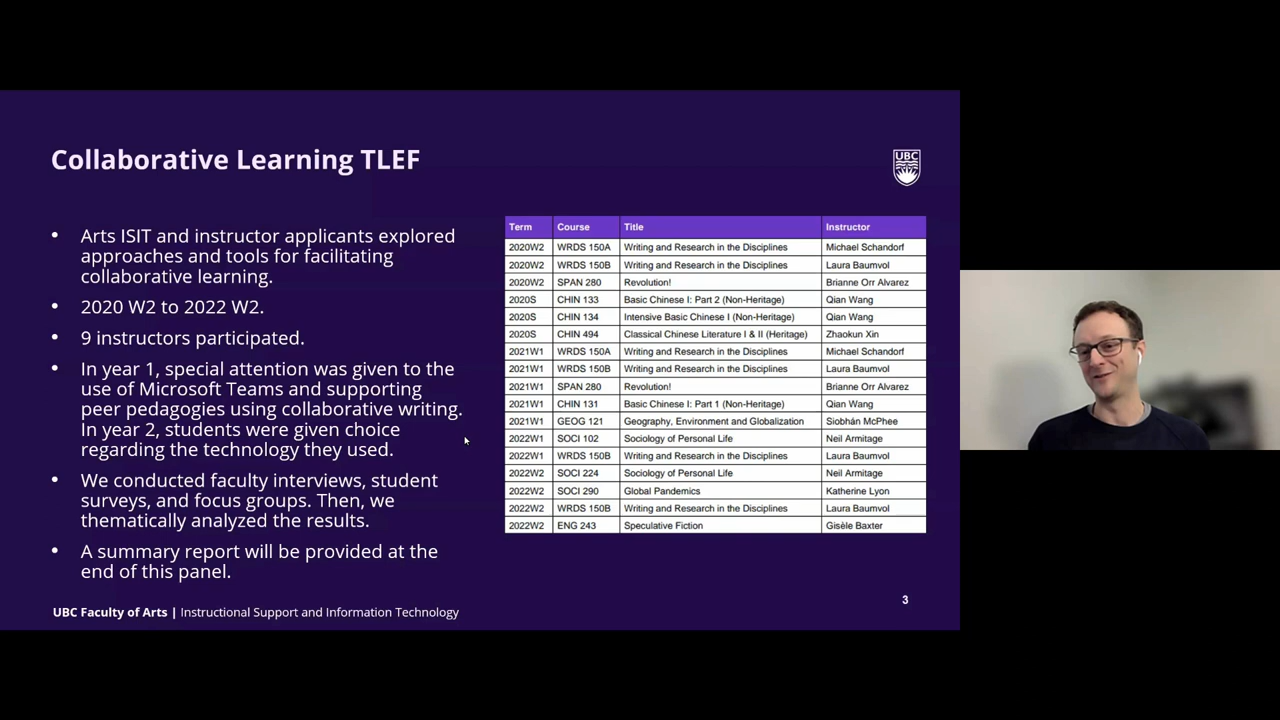 Collaborative Learning TLEF
UBC
• Arts ISIT and instructor applicants explored
approaches and tools for facilitating
collaborative learning.
• 2020 W2 to 2022 W2.
• 9 instructors participated.
• In year 1, special attention was given to the
use of Microsoft Teams and supporting
peer pedagogies using collaborative writing.
In year 2, students were given choice
regarding the technology they used.
• We conducted faculty interviews, student
surveys, and focus groups. Then, we
thematically analyzed the results.
• A summary report will be provided at the
end of this panel.
Term Course Title Instructor
2020W2 WRDS 150A Writing and Research in the Disciplines Michael Schandorf
2020W2 WRDS 150B Writing and Research in the Disciplines Laura Baumvol
2020W2 SPAN 280 Revolution! Brianne Orr Alvarez
2020S CHIN 133 Basic Chinese I: Part 2 (Non-Heritage) Qian Wang
2020S CHIN 134 Intensive Basic Chinese I (Non-Heritage) Qian Wang
2020S CHIN 494 Classical Chinese Literature I & II (Heritage) Zhaokun Xin
2021W1 WRDS 150A Writing and Research in the Disciplines Michael Schandorf
2021W1 WRDS 150B Writing and Research in the Disciplines Laura Baumvol
2021W1 SPAN 280 Revolution! Brianne Orr Alvarez
2021W1 CHIN 131 Basic Chinese I: Part 1 (Non-Heritage) Qian Wang
2021W1 GEOG 121 Geography, Environment and Globalization Siobhán McPhee
2022W1 SOCI 102 Sociology of Personal Life Neil Armitage
2022W1 WRDS 150B Writing and Research in the Disciplines Laura Baumvol
2022W2 SOCI 224 Sociology of Personal Life Neil Armitage
2022W2 SOCI 290 Global Pandemics Katherine Lyon
2022W2 WRDS 150B Writing and Research in the Disciplines Laura Baumvol
2022W2 ENG 243 Speculative Fiction Gisèle Baxter
UBC Faculty of Arts | Instructional Support and Information Technology
3